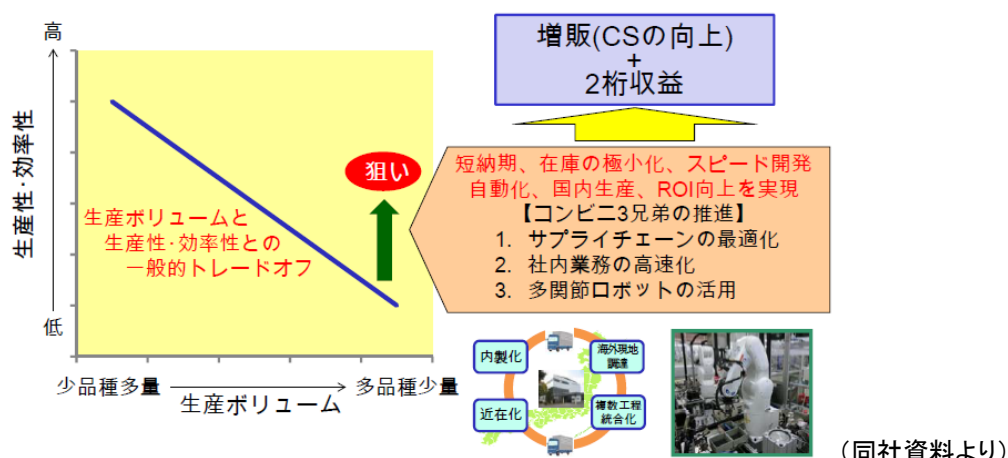 高
生産性・効率性
低
生産ボリュームと
生産性・効率性との
一般的トレードオフ
狙い
少品種多量
多品種少量
生産ボリューム
増販(CSの向上)
+
2桁収益
短納期、在庫の極小化、スピード開発
自動化、国内生産、ROI向上を実現
【コンビニ3兄弟の推進】
1. サプライチェーンの最適化
2. 社内業務の高速化
3. 多関節ロボットの活用
内製化
海外現地
調達
近在化
複数工程
統合化
(同社資料より)